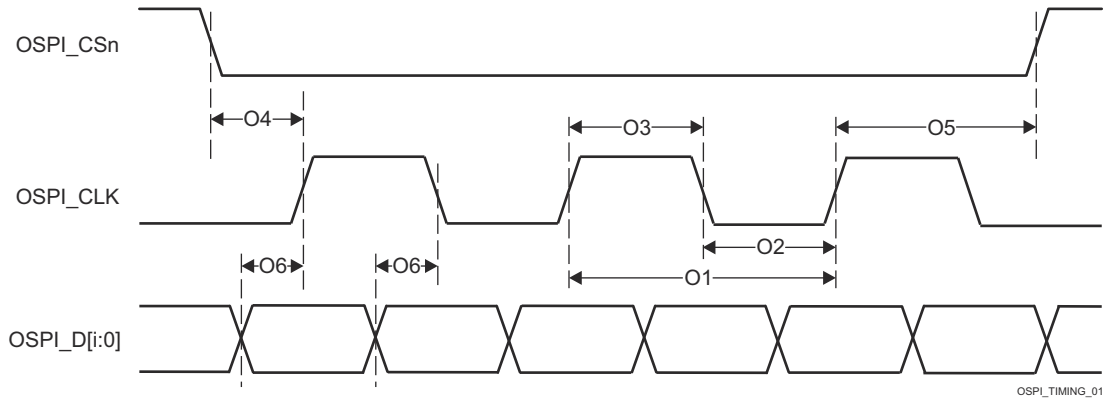 OSPI_CSn
O4
O3
O5
OSPI_CLK
O2
O6
O6
O1
OSPI_D[i:0]
OSPI_TIMING_01